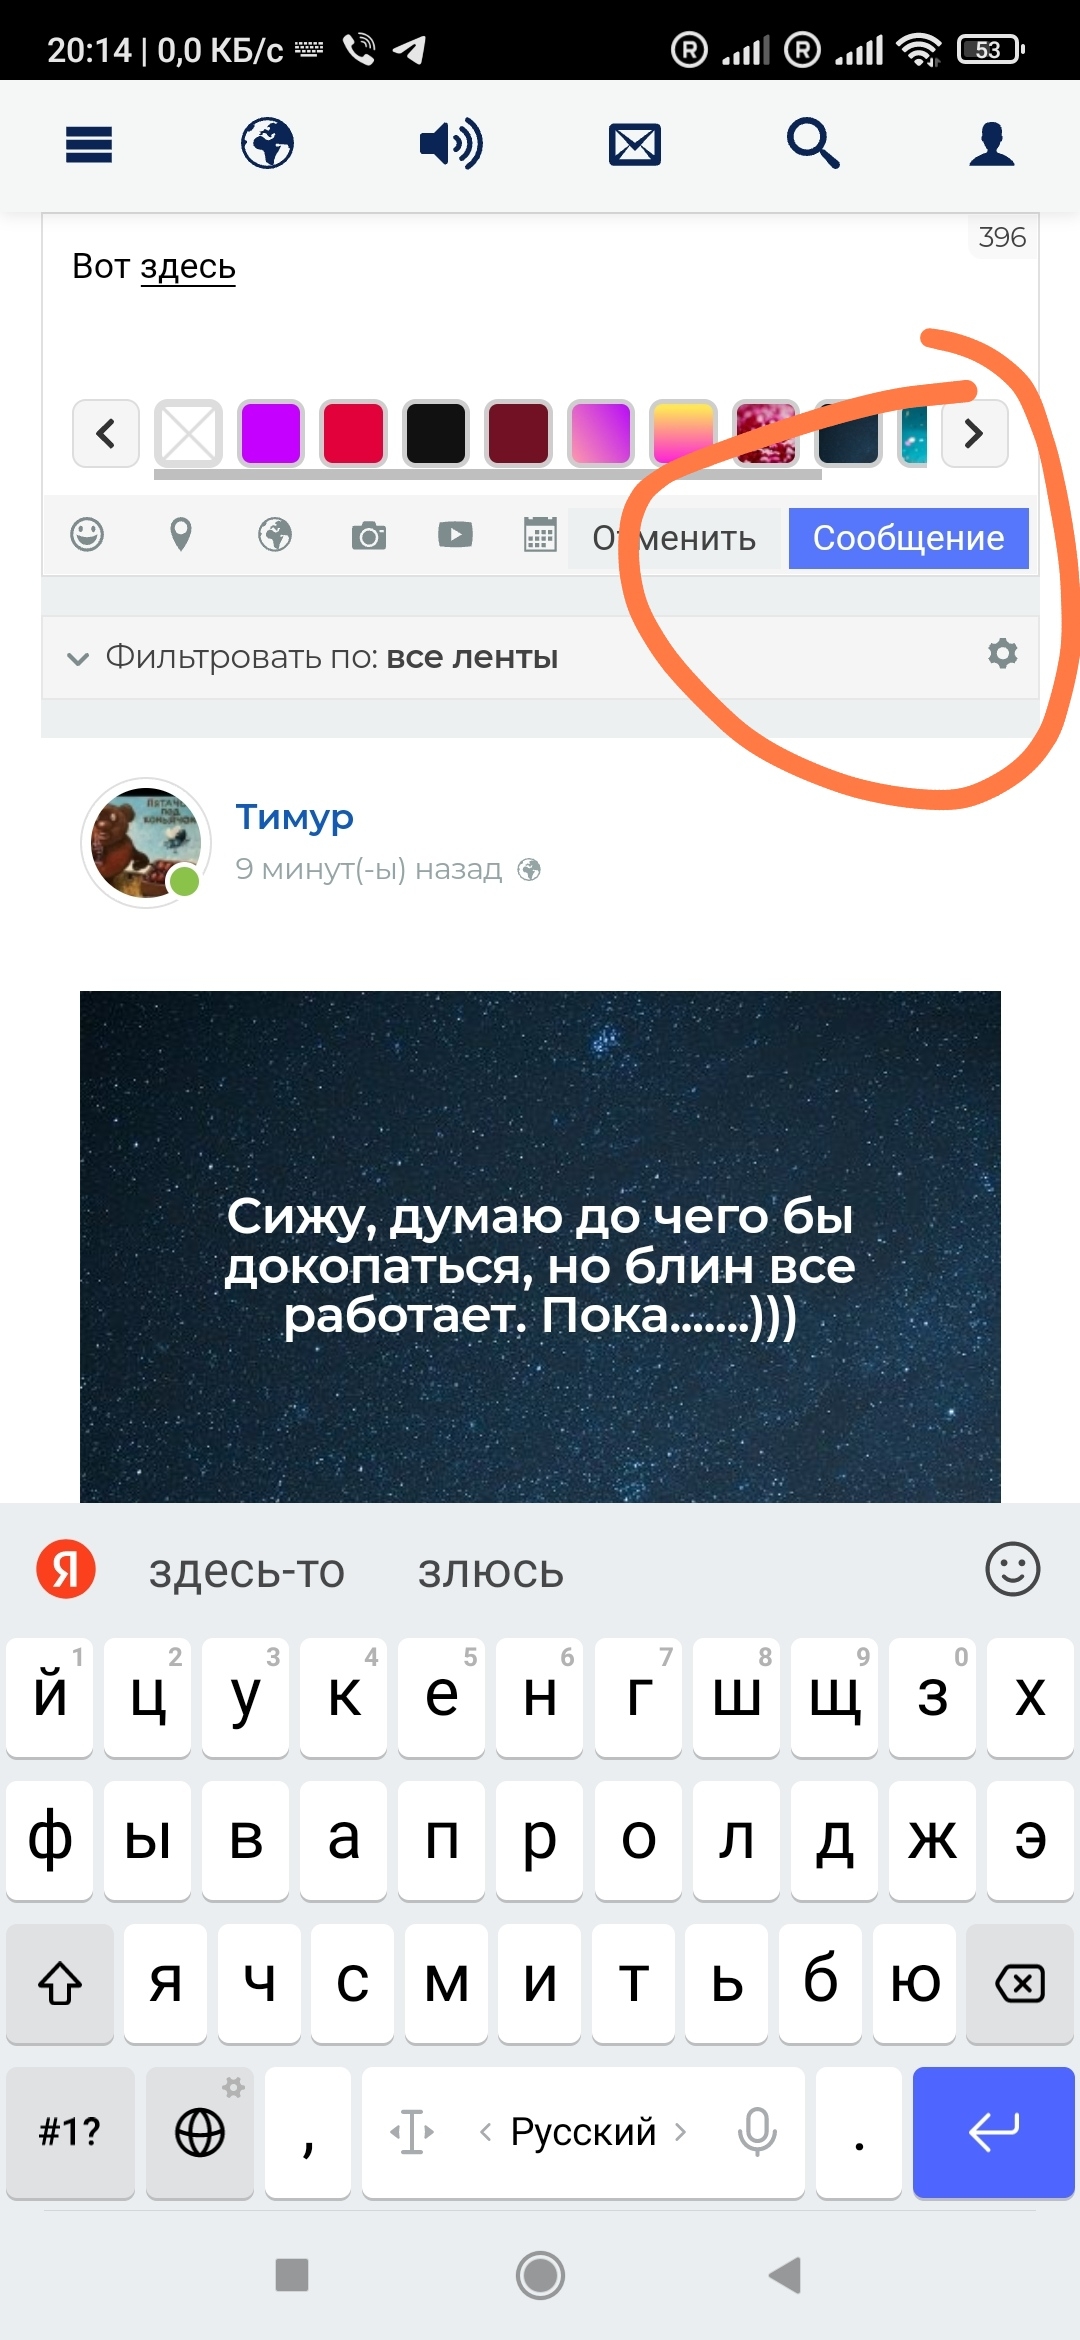 20:14 | 0,0 КБ/с
R R 53
396
Вот здесь
Отменить Сообщение
Фильтровать по: все ленты
Тимур
9 минут(-ы) назад
Сижу, думаю до чего бы
докопаться, но блин все
работает. Пока.......)))
Я здесь-то злюсь
й 1 ц 2 у 3 к 4 е 5 н 6 г 7 ш 8 щ 9 з 0 х
ф ы в а п р о л д ж э
я ч с м и т ь б ю
#1? , < Русский > .